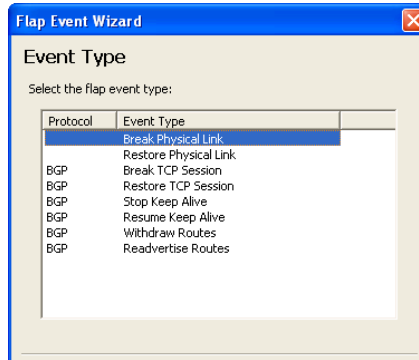 Flap Event Wizard
Event Type
Select the flap event type:
Protocol Event Type
Break Physical Link
Restore Physical Link
BGP Break TCP Session
BGP Restore TCP Session
BGP Stop Keep Alive
BGP Resume Keep Alive
BGP Withdraw Routes
BGP Readvertise Routes